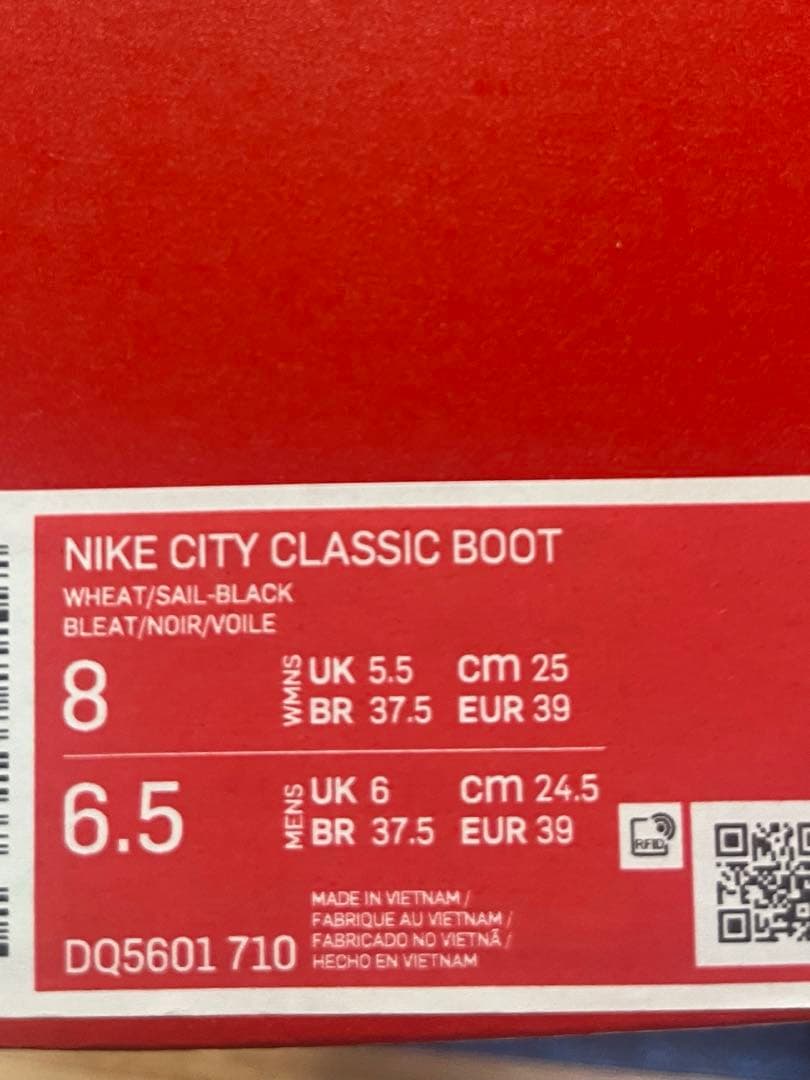 NIKE CITY CLASSIC BOOT
WHEAT/SAIL-BLACK
BLEAT/NOIR/VOILE
8 WMNS UK 5.5 cm 25
BR 37.5 EUR 39
6.5 MENS UK 6 cm 24.5
BR 37.5 EUR 39
RFID
MADE IN VIETNAM /
FABRIQUE AU VIETNAM /
FABRICADO NO VIETNÃ /
HECHO EN VIETNAM
DQ5601 710